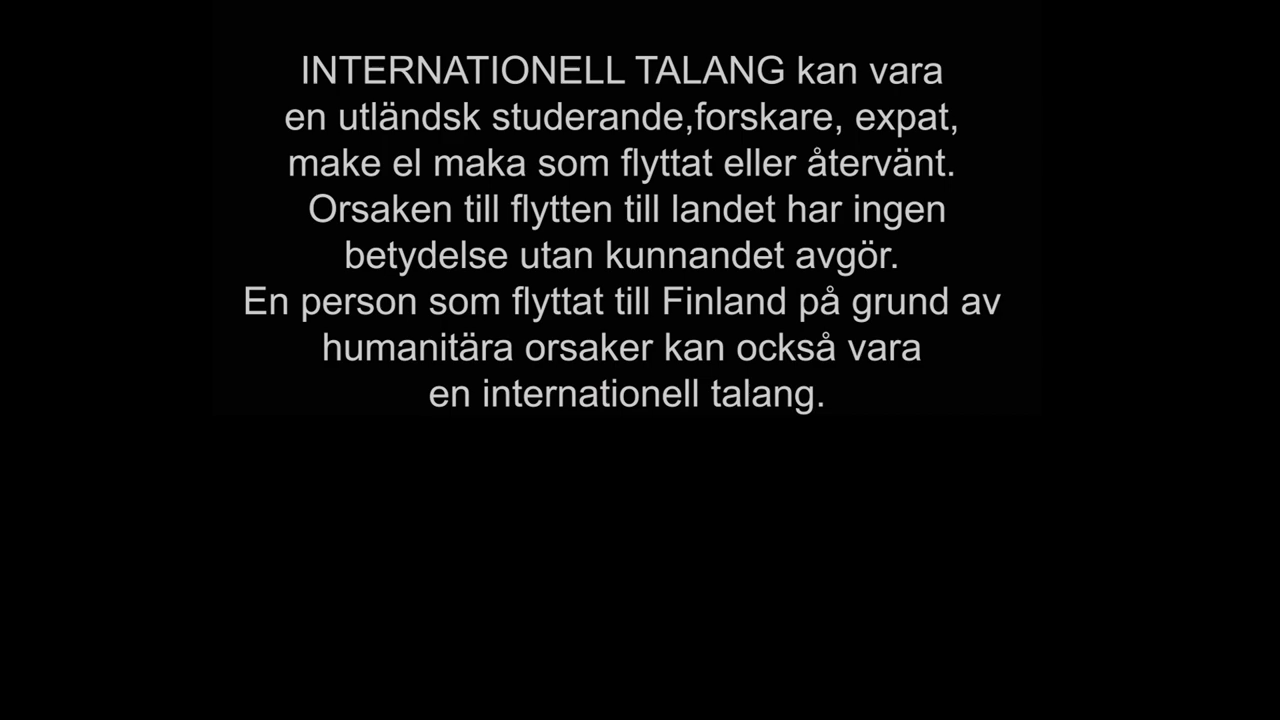 INTERNATIONELL TALANG kan vara
en utländsk studerande,forskare, expat,
make el maka som flyttat eller återvänt.
Orsaken till flytten till landet har ingen
betydelse utan kunnandet avgör.
En person som flyttat till Finland på grund av
humanitära orsaker kan också vara
en internationell talang.